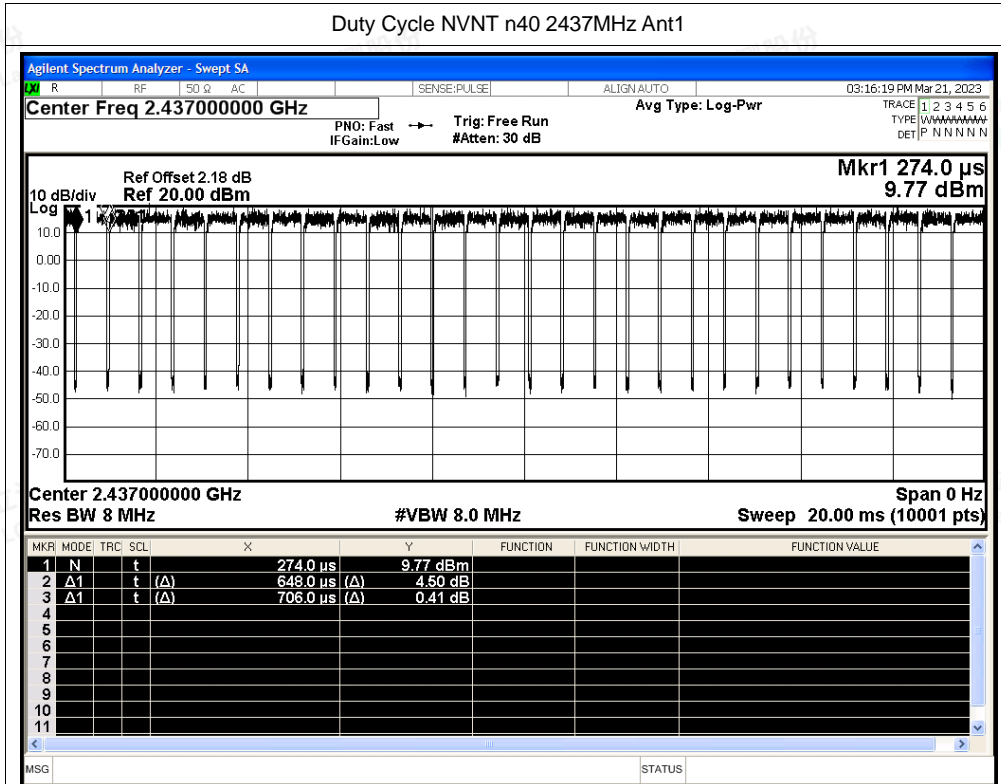 Duty Cycle NVNT n40 2437MHz Ant1
Agilent Spectrum Analyzer - Swept SA
LXI R RF 50 Ω AC SENSE:PULSE ALIGN AUTO 03:16:19 PM Mar 21, 2023
Center Freq 2.437000000 GHz Avg Type: Log-Pwr TRACE 1 2 3 4 5 6
PNO: Fast Trig: Free Run TYPE WWWWWW
IFGain:Low #Atten: 30 dB DET P N N N N N
Mkr1 274.0 µs
Ref Offset 2.18 dB
10 dB/div Ref 20.00 dBm 9.77 dBm
Log
1
10.0
0.00
-10.0
-20.0
-30.0
-40.0
-50.0
-60.0
-70.0
Center 2.437000000 GHz Span 0 Hz
Res BW 8 MHz #VBW 8.0 MHz Sweep 20.00 ms (10001 pts)
MKR MODE TRC SCL X Y FUNCTION FUNCTION WIDTH FUNCTION VALUE
1 N t 274.0 µs 9.77 dBm
2 Δ1 t (Δ) 648.0 µs (Δ) 4.50 dB
3 Δ1 t (Δ) 706.0 µs (Δ) 0.41 dB
4
5
6
7
8
9
10
11
MSG STATUS